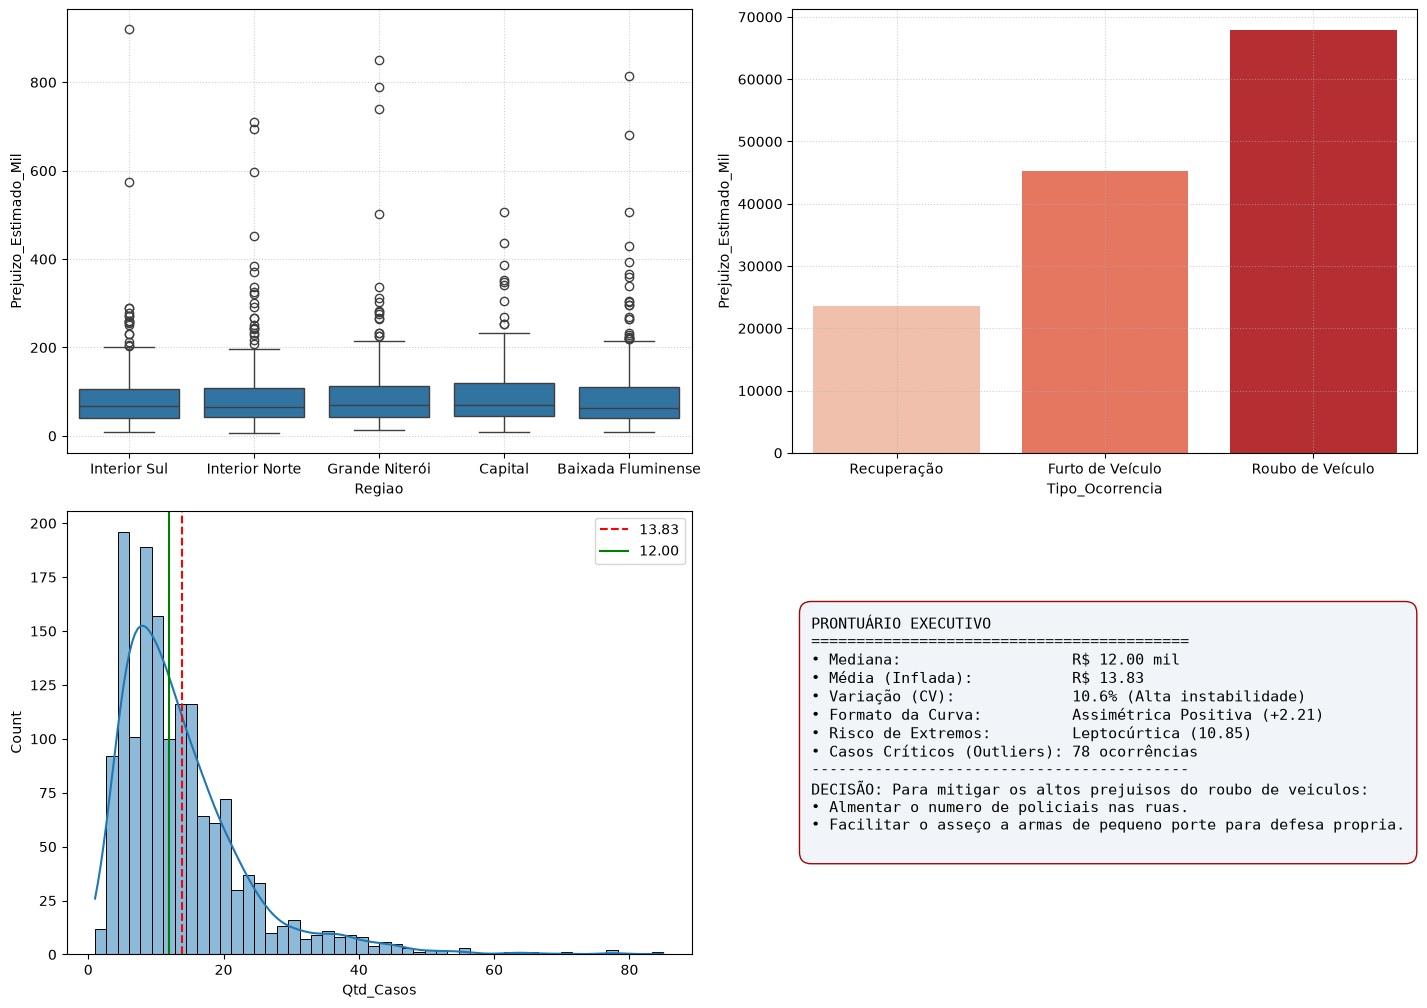 800
600
400
200
0
Prejuizo_Estimado_Mil
Interior Sul
Interior Norte
Grande Niterói
Capital
Baixada Fluminense
Regiao
70000
60000
50000
40000
30000
20000
10000
0
Prejuizo_Estimado_Mil
Recuperação
Furto de Veículo
Roubo de Veículo
Tipo_Ocorrencia
200
175
150
125
100
75
50
25
0
Count
0
20
40
60
80
Qtd_Casos
13.83
12.00
PRONTUÁRIO EXECUTIVO
==========================================
• Mediana: R$ 12.00 mil
• Média (Inflada): R$ 13.83
• Variação (CV): 10.6% (Alta instabilidade)
• Formato da Curva: Assimétrica Positiva (+2.21)
• Risco de Extremos: Leptocúrtica (10.85)
• Casos Críticos (Outliers): 78 ocorrências
------------------------------------------
DECISÃO: Para mitigar os altos prejuisos do roubo de veiculos:
• Almentar o numero de policiais nas ruas.
• Facilitar o asseço a armas de pequeno porte para defesa propria.